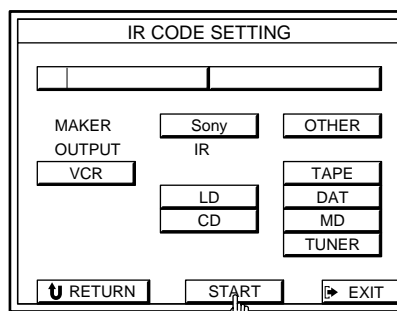 IR CODE SETTING
MAKER Sony OTHER
OUTPUT IR
VCR TAPE
LD DAT
CD MD
TUNER
RETURN START EXIT